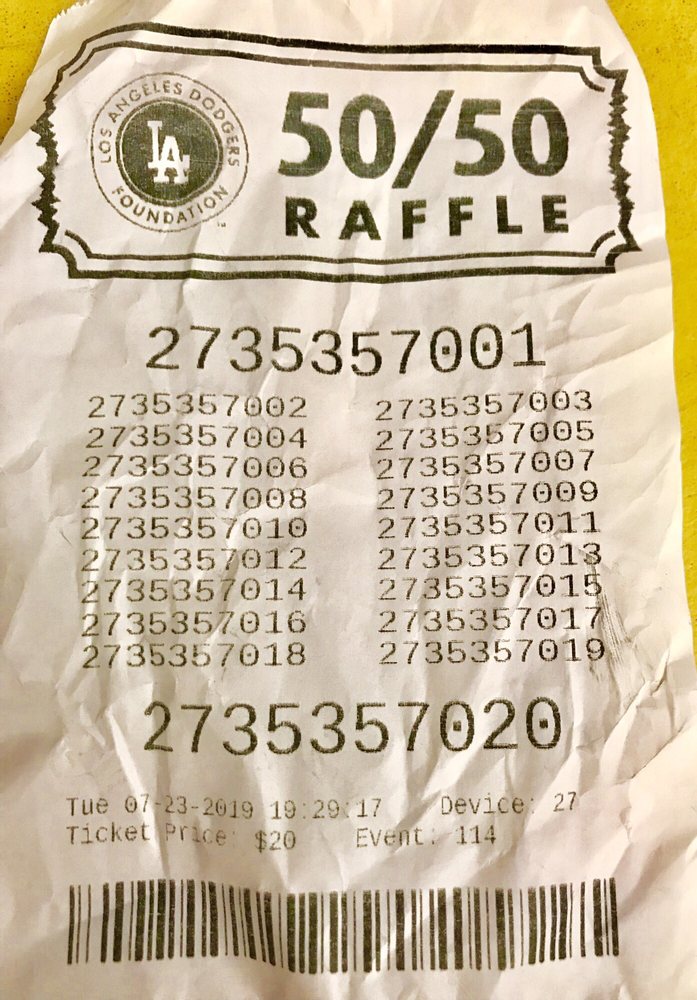 LOS ANGELES DODGERS
LA
FOUNDATION™
50/50
RAFFLE
2735357001
2735357002 2735357003
2735357004 2735357005
2735357006 2735357007
2735357008 2735357009
2735357010 2735357011
2735357012 2735357013
2735357014 2735357015
2735357016 2735357017
2735357018 2735357019
2735357020
Tue 07-23-2019 19:29:17 Device: 27
Ticket Price: $20 Event: 114